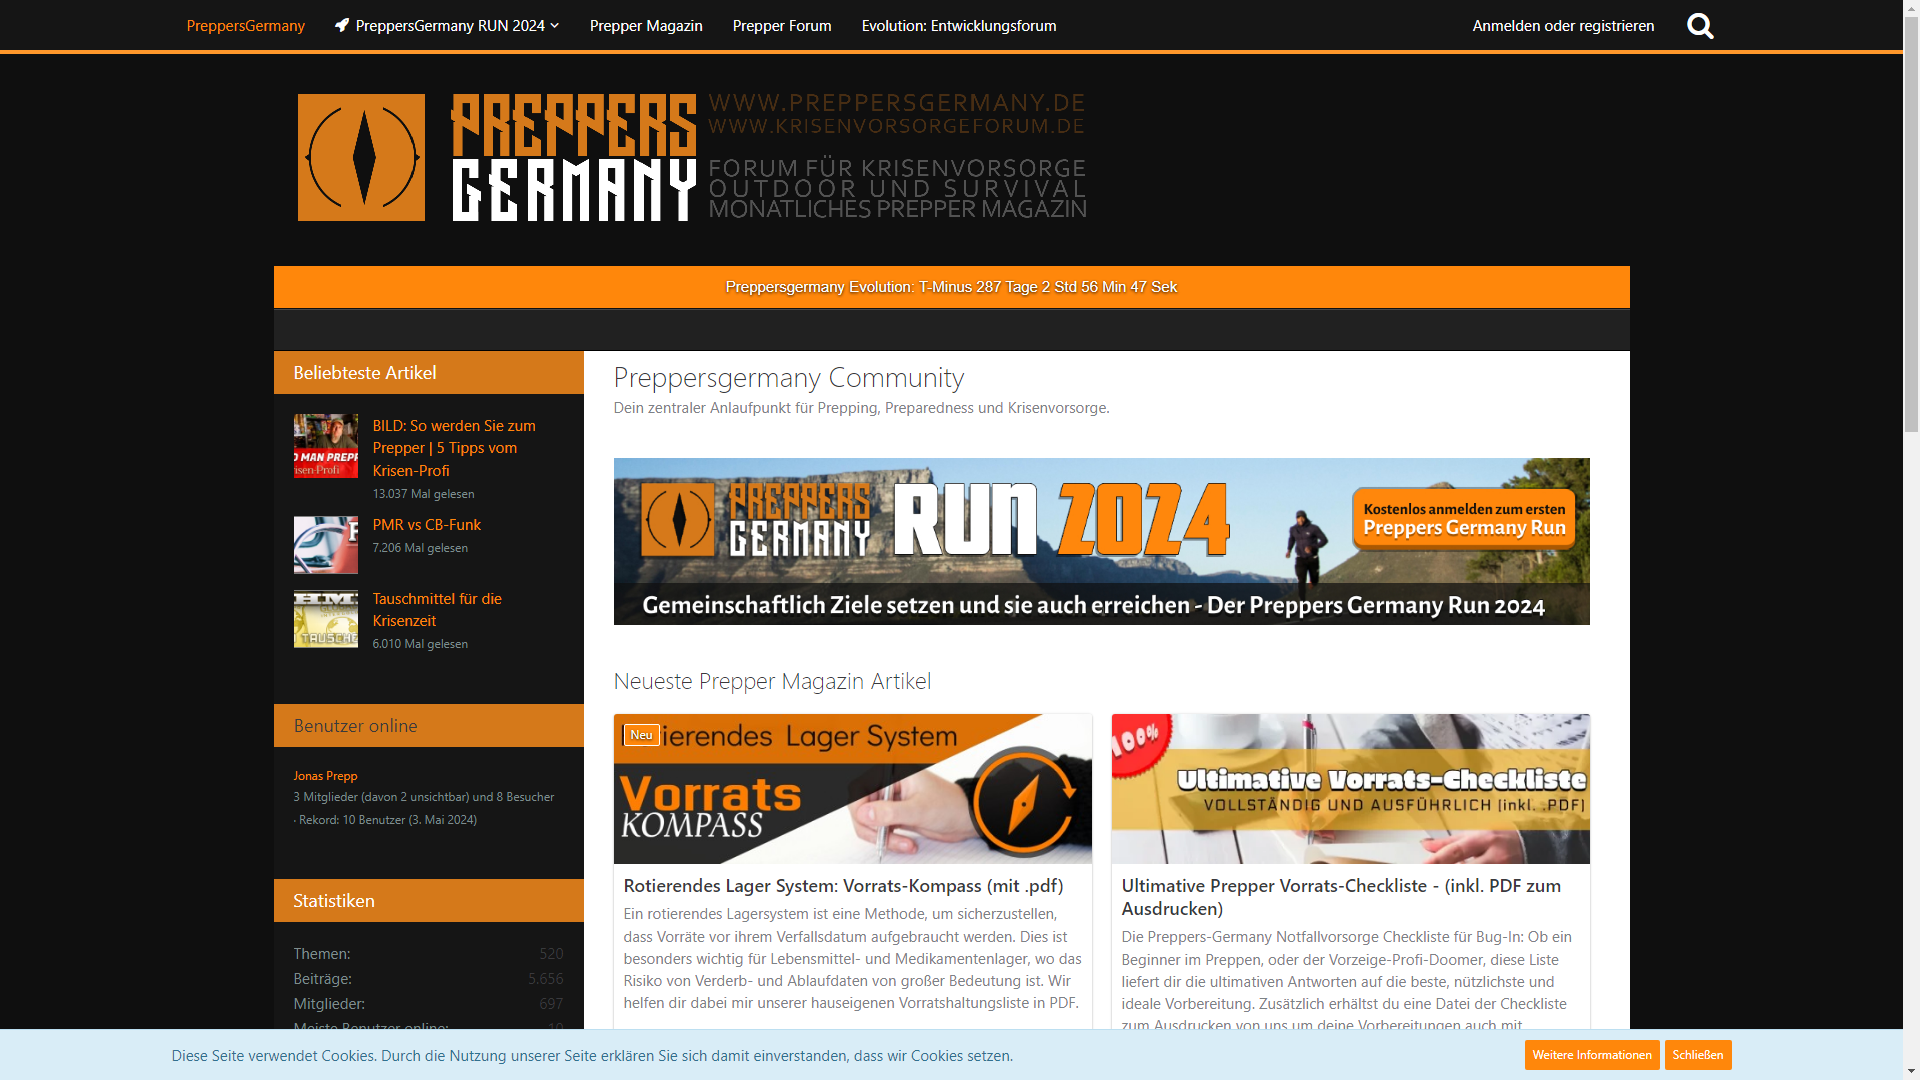 PreppersGermany
PreppersGermany RUN 2024
Prepper Magazin
Prepper Forum
Evolution: Entwicklungsforum
Anmelden oder registrieren
PREPPERS
GERMANY
WWW.PREPPERSGERMANY.DE
WWW.KRISENVORSORGEFORUM.DE
FORUM FÜR KRISENVORSORGE
OUTDOOR UND SURVIVAL
MONATLICHES PREPPER MAGAZIN
Preppersgermany Evolution: T-Minus 287 Tage 2 Std 56 Min 47 Sek
Beliebteste Artikel
BILD: So werden Sie zum
Prepper | 5 Tipps vom
Krisen-Profi
13.037 Mal gelesen
PMR vs CB-Funk
7.206 Mal gelesen
Tauschmittel für die
Krisenzeit
6.010 Mal gelesen
Benutzer online
Jonas Prepp
3 Mitglieder (davon 2 unsichtbar) und 8 Besucher
· Rekord: 10 Benutzer (3. Mai 2024)
Statistiken
Themen: 520
Beiträge: 5.656
Mitglieder: 697
Meiste Benutzer online: 10
Preppersgermany Community
Dein zentraler Anlaufpunkt für Prepping, Preparedness und Krisenvorsorge.
PREPPERS
GERMANY
RUN 2024
Kostenlos anmelden zum ersten
Preppers Germany Run
Gemeinschaftlich Ziele setzen und sie auch erreichen - Der Preppers Germany Run 2024
Neueste Prepper Magazin Artikel
Neu
ierendes Lager System
Vorrats
KOMPASS
Rotierendes Lager System: Vorrats-Kompass (mit .pdf)
Ein rotierendes Lagersystem ist eine Methode, um sicherzustellen,
dass Vorräte vor ihrem Verfallsdatum aufgebraucht werden. Dies ist
besonders wichtig für Lebensmittel- und Medikamentenlager, wo das
Risiko von Verderb- und Ablaufdaten von großer Bedeutung ist. Wir
helfen dir dabei mir unserer hauseigenen Vorratshaltungsliste in PDF.
100%
Ultimative Vorrats-Checkliste
VOLLSTÄNDIG UND AUSFÜHRLICH (inkl. .PDF)
Ultimative Prepper Vorrats-Checkliste - (inkl. PDF zum
Ausdrucken)
Die Preppers-Germany Notfallvorsorge Checkliste für Bug-In: Ob ein
Beginner im Preppen, oder der Vorzeige-Profi-Doomer, diese Liste
liefert dir die ultimativen Antworten auf die beste, nützlichste und
ideale Vorbereitung. Zusätzlich erhältst du eine Datei der Checkliste
zum Ausdrucken von uns um deine Vorbereitungen auch mit
Diese Seite verwendet Cookies. Durch die Nutzung unserer Seite erklären Sie sich damit einverstanden, dass wir Cookies setzen.
Weitere Informationen
Schließen